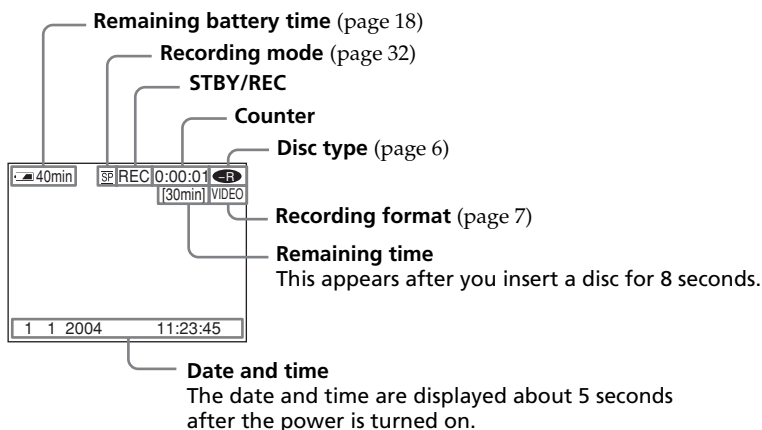 Remaining battery time (page 18)
Recording mode (page 32)
STBY/REC
Counter
Disc type (page 6)
40min SP REC 0:00:01 -R
[30min] VIDEO
Recording format (page 7)
Remaining time
This appears after you insert a disc for 8 seconds.
1 1 2004 11:23:45
Date and time
The date and time are displayed about 5 seconds
after the power is turned on.